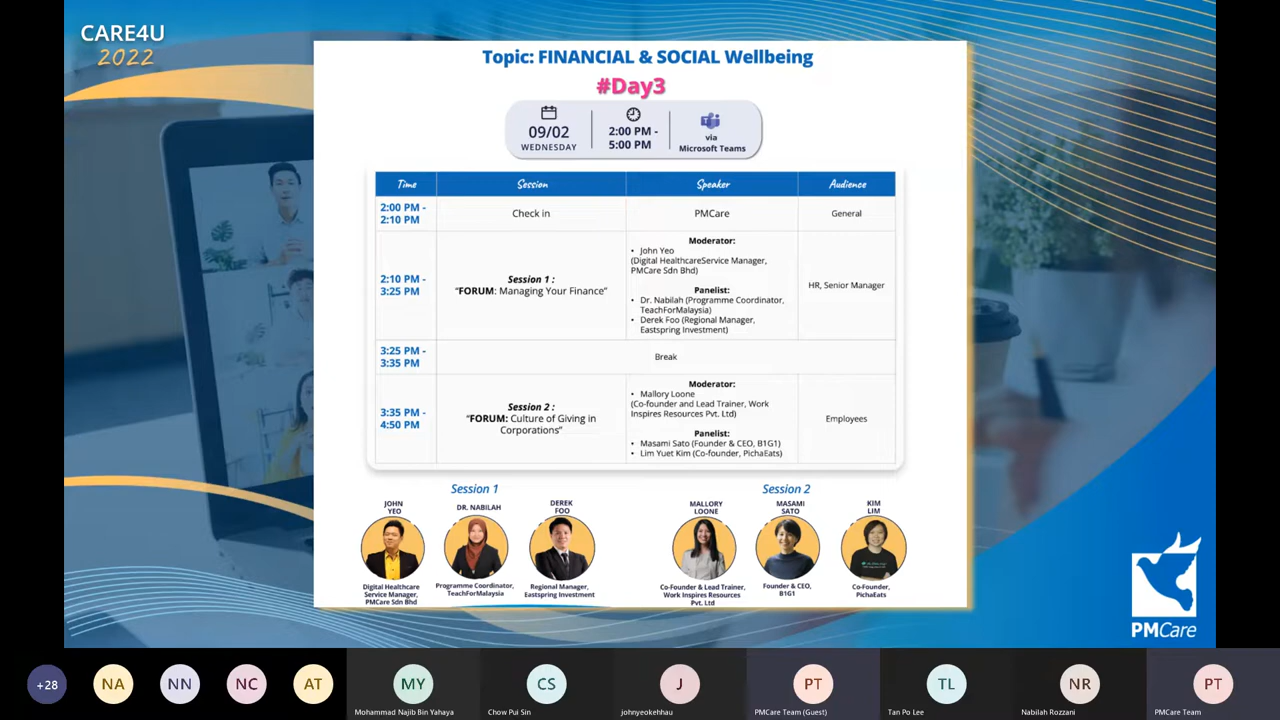 CARE4U
2022
Topic: FINANCIAL & SOCIAL Wellbeing
#Day3
09/02
WEDNESDAY
2:00 PM -
5:00 PM
via
Microsoft Teams
Time Session Speaker Audience
2:00 PM -
2:10 PM
Check in
PMCare
General
2:10 PM -
3:25 PM
Session 1 :
"FORUM: Managing Your Finance"
Moderator:
• John Yeo
(Digital HealthcareService Manager,
PMCare Sdn Bhd)
Panelist:
• Dr. Nabilah (Programme Coordinator,
TeachForMalaysia)
• Derek Foo (Regional Manager,
Eastspring Investment)
HR, Senior Manager
3:25 PM -
3:35 PM
Break
3:35 PM -
4:50 PM
Session 2 :
"FORUM: Culture of Giving in
Corporations"
Moderator:
• Mallory Loone
(Co-founder and Lead Trainer, Work
Inspires Resources Pvt. Ltd)
Panelist:
• Masami Sato (Founder & CEO, B1G1)
• Lim Yuet Kim (Co-founder, PichaEats)
Employees
Session 1
JOHN
YEO
Digital Healthcare
Service Manager,
PMCare Sdn Bhd
DR. NABILAH
Programme Coordinator,
TeachForMalaysia
DEREK
FOO
Regional Manager,
Eastspring Investment
Session 2
MALLORY
LOONE
Co-Founder & Lead Trainer,
Work Inspires Resources
Pvt. Ltd
MASAMI
SATO
Founder & CEO,
B1G1
KIM
LIM
Co-Founder,
PichaEats
PMCare
+28
NA
NN
NC
AT
MY
Mohammad Najib Bin Yahaya
CS
Chow Pui Sin
J
johnyeokehhau
PT
PMCare Team (Guest)
TL
Tan Po Lee
NR
Nabilah Rozzani
PT
PMCare Team